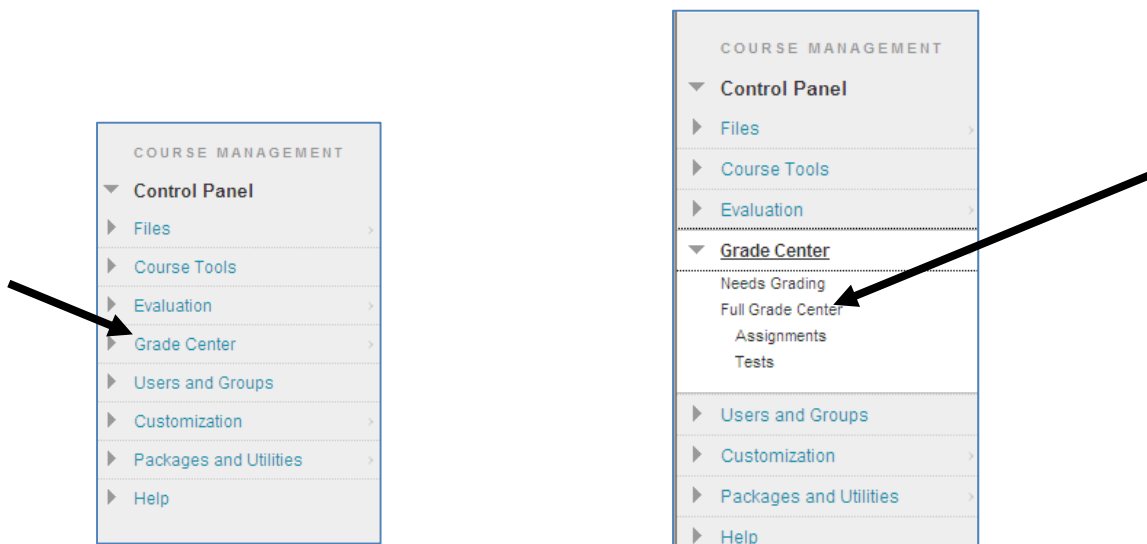 COURSE MANAGEMENT
Control Panel
Files
Course Tools
Evaluation
Grade Center
Users and Groups
Customization
Packages and Utilities
Help
COURSE MANAGEMENT
Control Panel
Files
Course Tools
Evaluation
Grade Center
Needs Grading
Full Grade Center
Assignments
Tests
Users and Groups
Customization
Packages and Utilities
Help